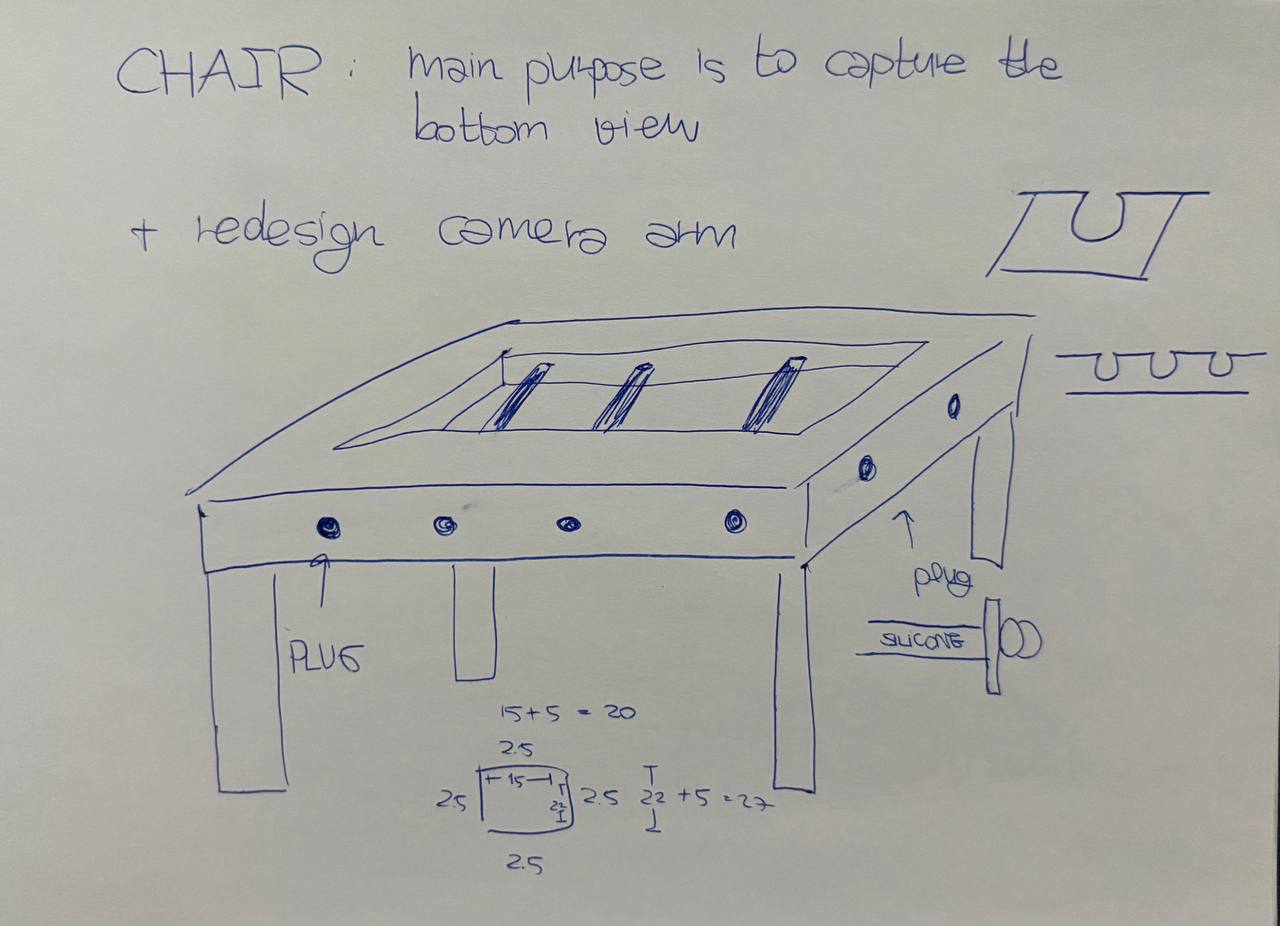 CHAIR : main purpose is to capture the
bottom view
+ redesign camera arm
plug
SILICONE
PLUG
15+5 = 20
2.5
15
2.5
22
2.5
22 +5 = 27
2.5